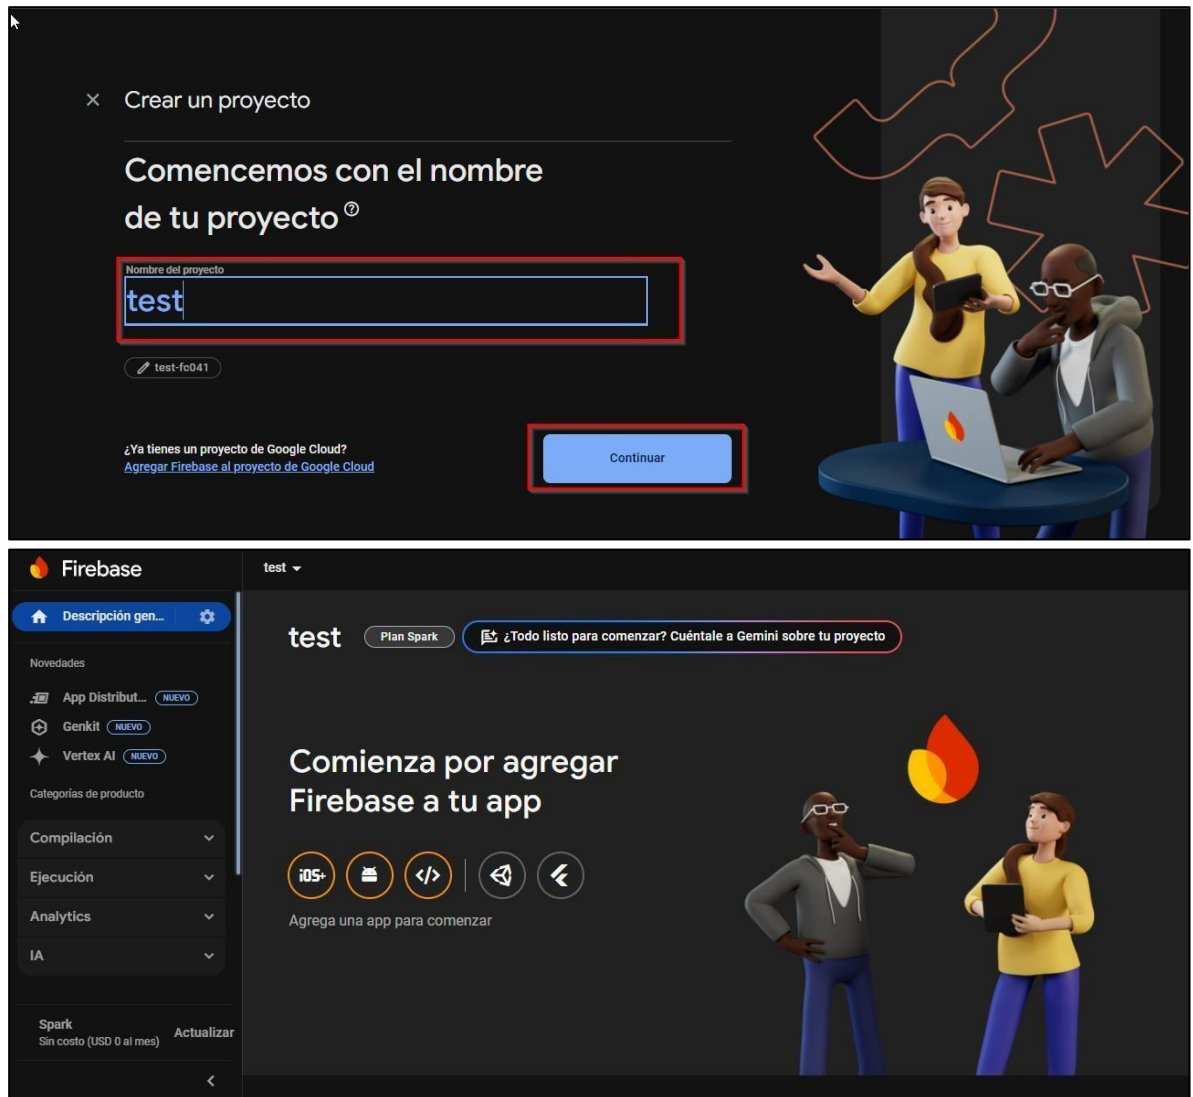 Crear un proyecto
Comencemos con el nombre
de tu proyecto
Nombre del proyecto
test
test-fc041
¿Ya tienes un proyecto de Google Cloud?
Agregar Firebase al proyecto de Google Cloud
Continuar
Firebase
test
Descripción gen...
test
Plan Spark
¿Todo listo para comenzar? Cuéntale a Gemini sobre tu proyecto
Novedades
App Distribut... NUEVO
Genkit NUEVO
Vertex AI NUEVO
Categorías de producto
Compilación
Ejecución
Analytics
IA
Spark
Sin costo (USD 0 al mes)
Actualizar
Comienza por agregar
Firebase a tu app
iOS+
Agrega una app para comenzar